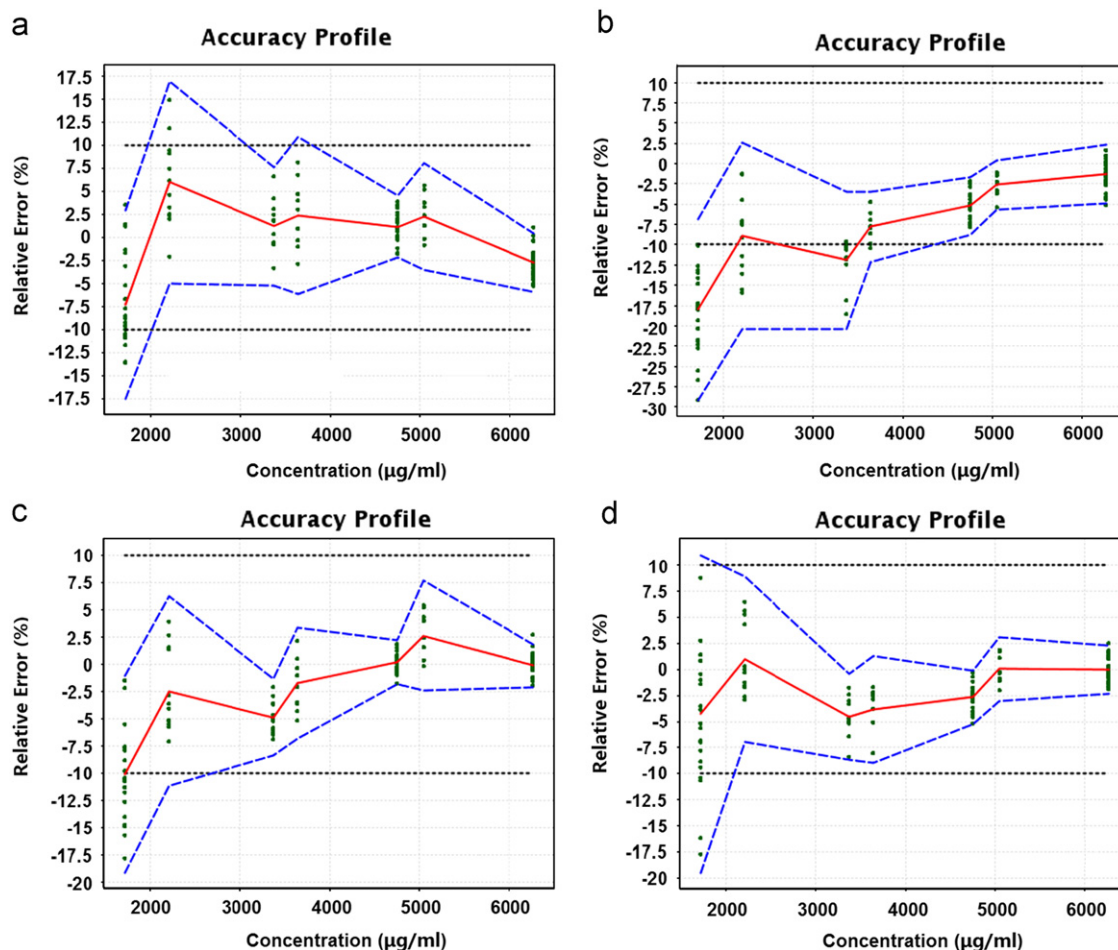 a
Accuracy Profile
Relative Error (%)
17.5
15
12.5
10
7.5
5
2.5
0
-2.5
-5
-7.5
-10
-12.5
-15
-17.5
2000 3000 4000 5000 6000
Concentration (µg/ml)
b
Accuracy Profile
Relative Error (%)
10
7.5
5
2.5
0
-2.5
-5
-7.5
-10
-12.5
-15
-17.5
-20
-22.5
-25
-27.5
-30
2000 3000 4000 5000 6000
Concentration (µg/ml)
c
Accuracy Profile
Relative Error (%)
10
7.5
5
2.5
0
-2.5
-5
-7.5
-10
-12.5
-15
-17.5
-20
2000 3000 4000 5000 6000
Concentration (µg/ml)
d
Accuracy Profile
Relative Error (%)
10
7.5
5
2.5
0
-2.5
-5
-7.5
-10
-12.5
-15
-17.5
-20
2000 3000 4000 5000 6000
Concentration (µg/ml)